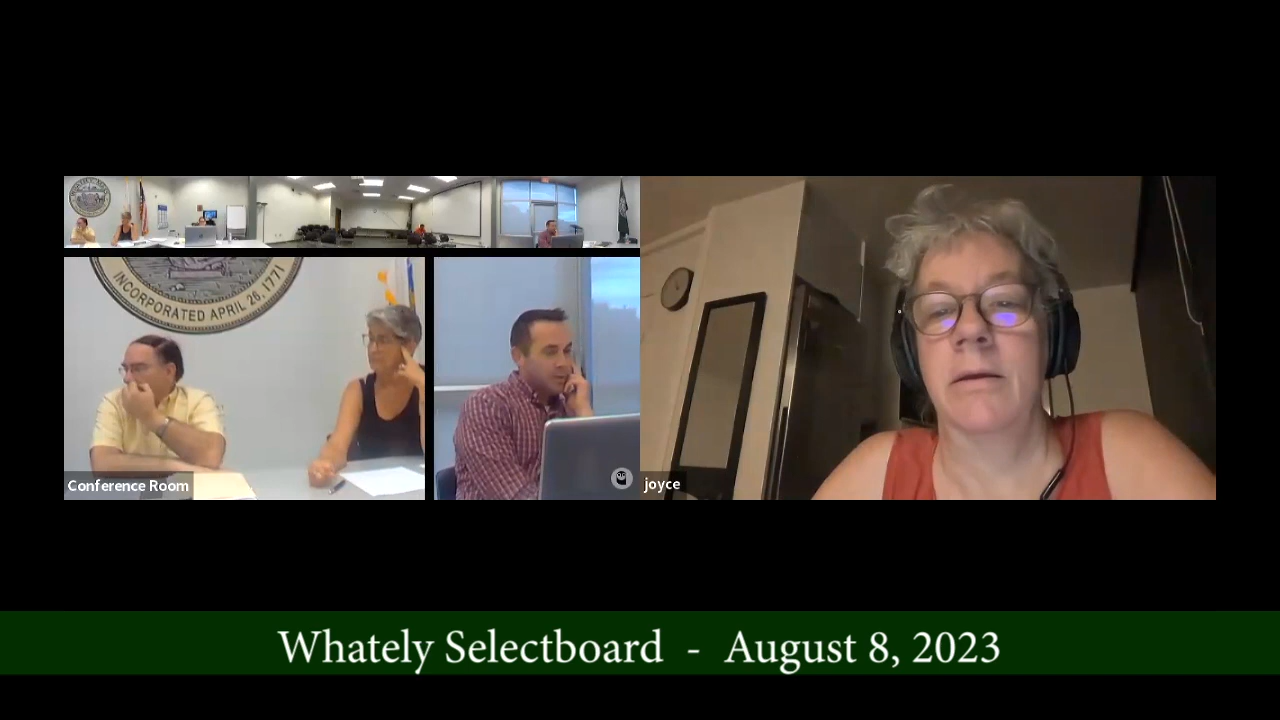 INCORPORATED APRIL 26, 1771
Conference Room
joyce
Whately Selectboard - August 8, 2023